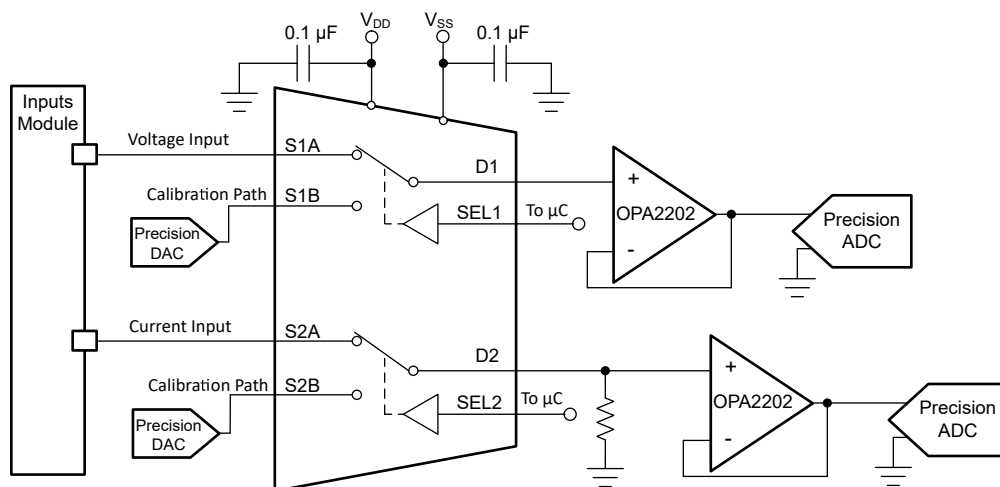 V_DD
V_SS
0.1 µF
0.1 µF
Inputs
Module
Voltage Input
S1A
D1
Calibration Path
S1B
SEL1
To µC
Precision
DAC
+
OPA2202
-
Precision
ADC
Current Input
S2A
D2
Calibration Path
S2B
SEL2
To µC
Precision
DAC
+
OPA2202
-
Precision
ADC